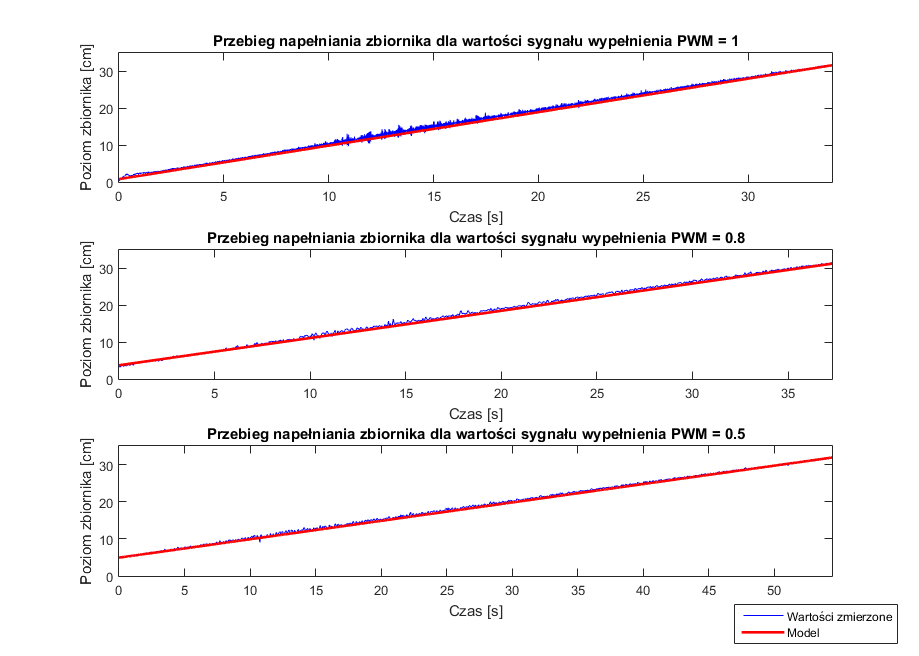 Przebieg napełniania zbiornika dla wartości sygnału wypełnienia PWM = 1
Poziom zbiornika [cm]
30
20
10
0
0 5 10 15 20 25 30
Czas [s]
Przebieg napełniania zbiornika dla wartości sygnału wypełnienia PWM = 0.8
Poziom zbiornika [cm]
30
20
10
0
0 5 10 15 20 25 30 35
Czas [s]
Przebieg napełniania zbiornika dla wartości sygnału wypełnienia PWM = 0.5
Poziom zbiornika [cm]
30
20
10
0
0 5 10 15 20 25 30 35 40 45 50
Czas [s]
Wartości zmierzone
Model